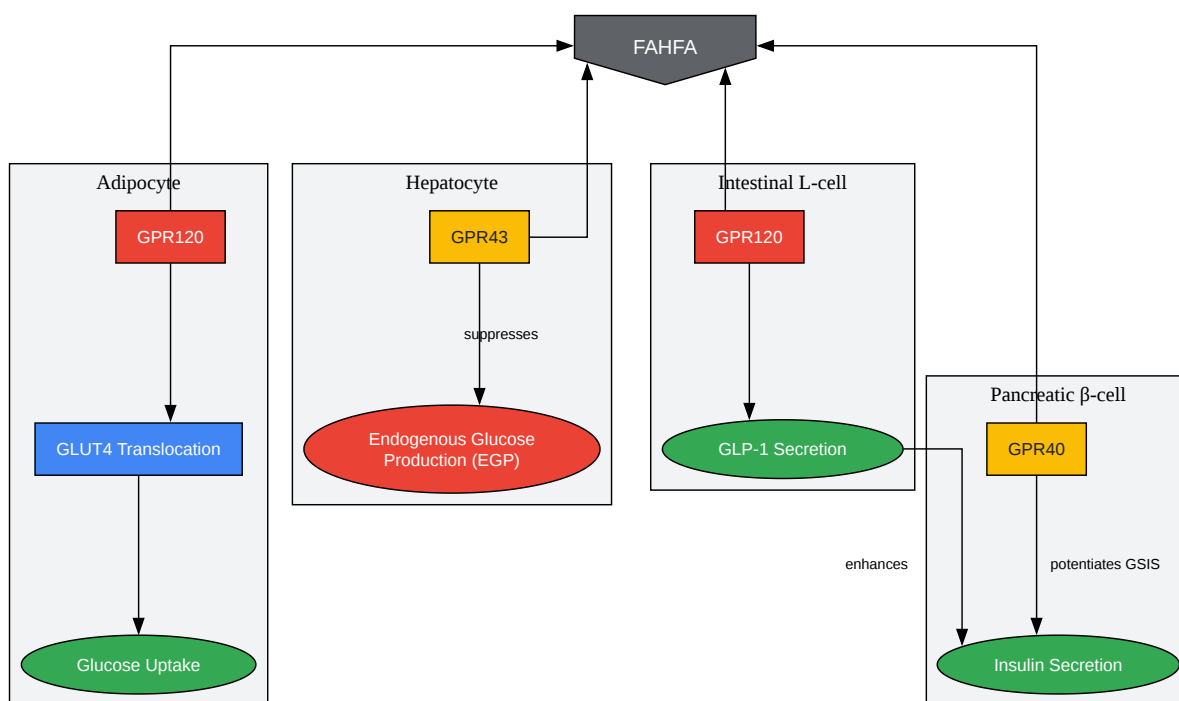 FAHFA
Adipocyte
Hepatocyte
Intestinal L-cell
GPR120
GPR43
GPR120
suppresses
Pancreatic β-cell
GLUT4 Translocation
Endogenous Glucose
Production (EGP)
GLP-1 Secretion
GPR40
enhances
potentiates GSIS
Glucose Uptake
Insulin Secretion